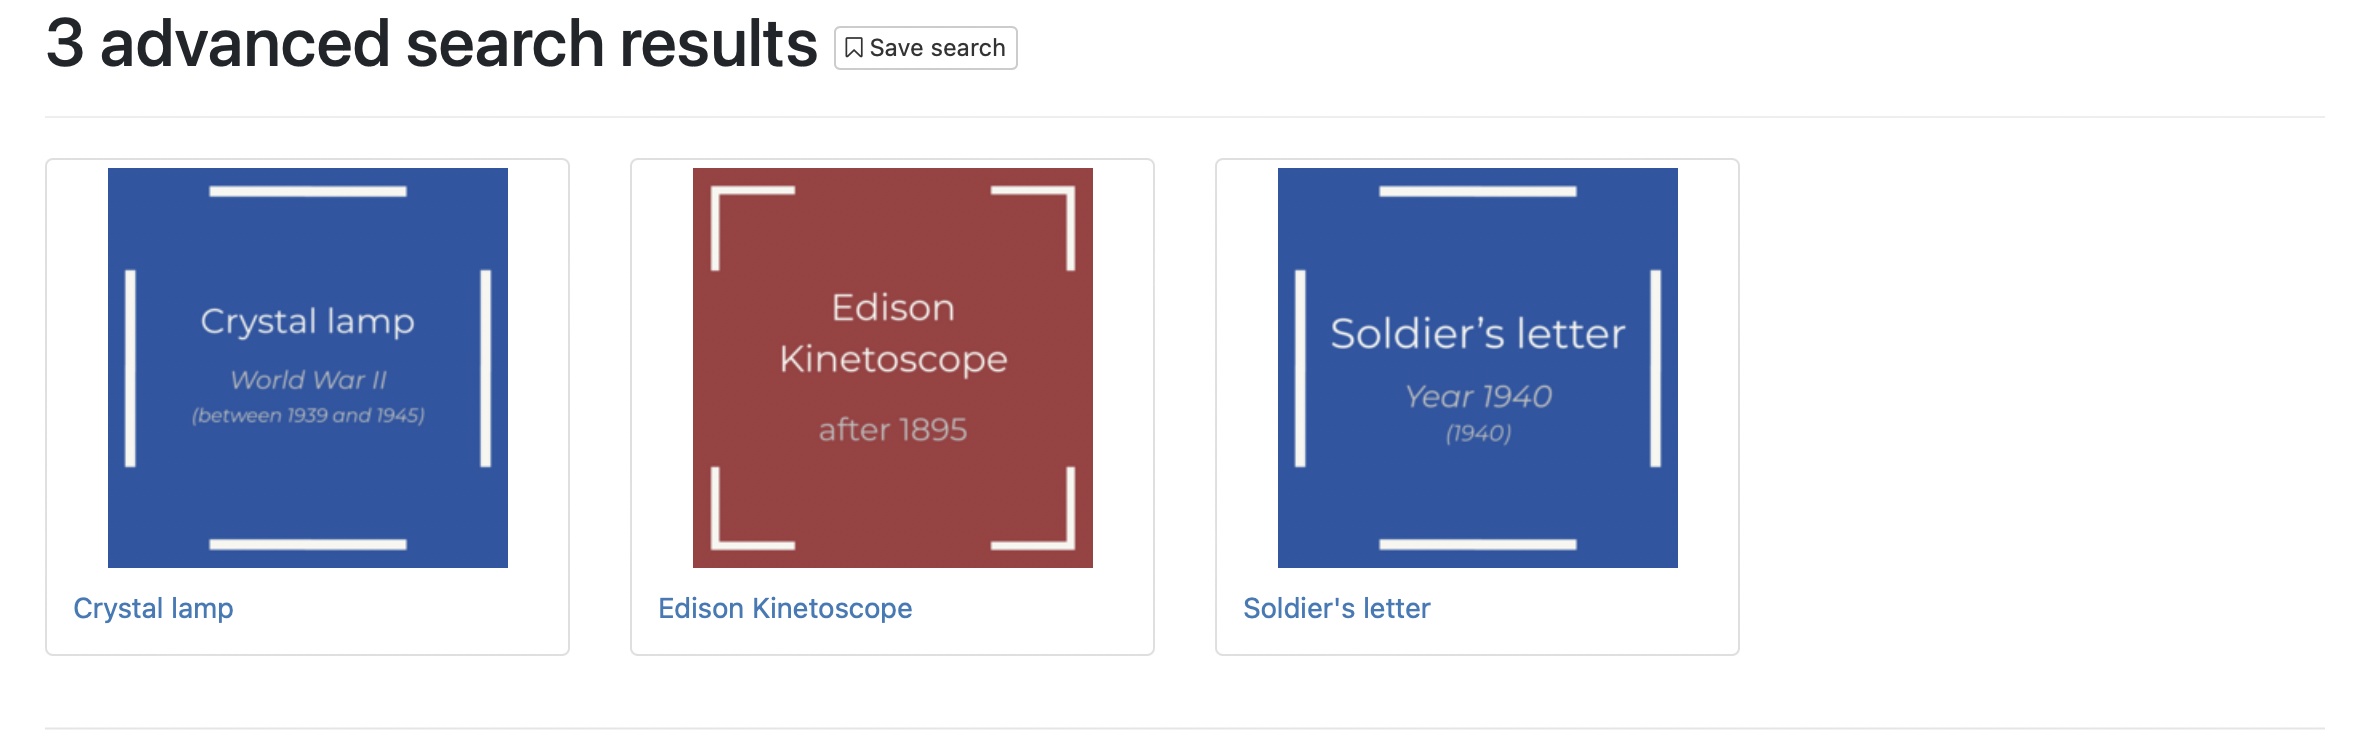 3 advanced search results
Save search
Crystal lamp
World War II
(between 1939 and 1945)
Crystal lamp
Edison
Kinetoscope
after 1895
Edison Kinetoscope
Soldier’s letter
Year 1940
(1940)
Soldier's letter